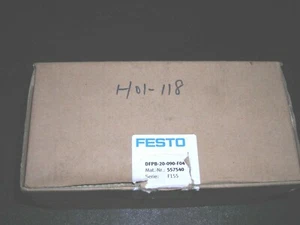 H01-118
FESTO
DFPB-20-090-F04
Mat.Nr.: 557540
Serie: F155